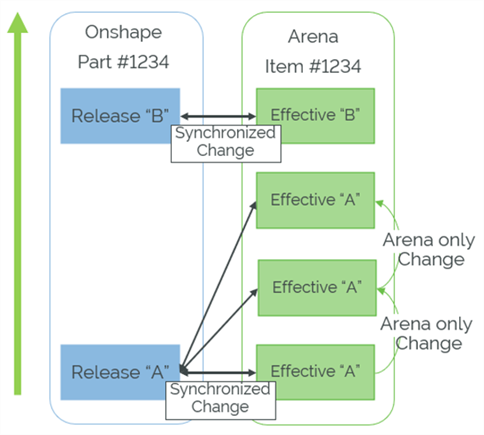 Onshape
Part #1234
Arena
Item #1234
Release “B”
Effective “B”
Synchronized
Change
Effective “A”
Arena only
Change
Effective “A”
Arena only
Change
Release “A”
Effective “A”
Synchronized
Change